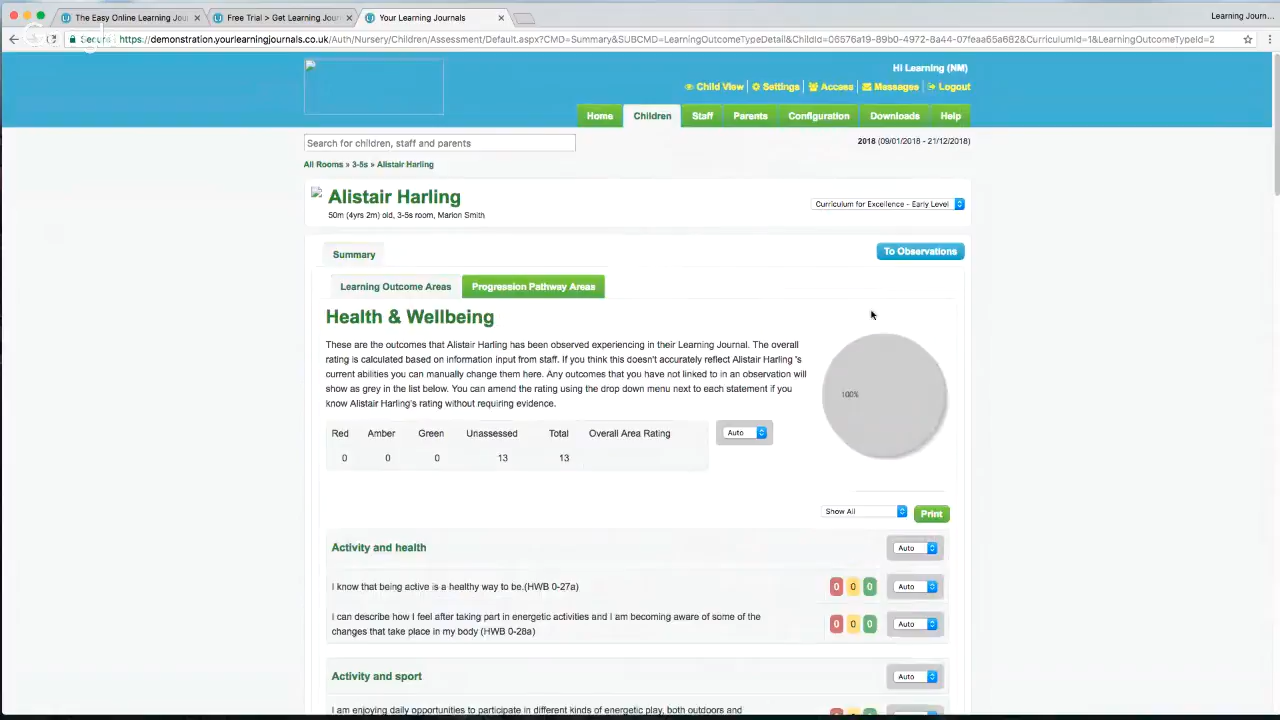 The Easy Online Learning Jou
Free Trial > Get Learning Jour
Your Learning Journals
Learning Journ...
Secure
https://demonstration.yourlearningjournals.co.uk/Auth/Nursery/Children/Assessment/Default.aspx?CMD=Summary&SUBCMD=LearningOutcomeTypeDetail&ChildId=06576a19-89b0-4972-8a44-07feaa65a682&CurriculumId=1&LearningOutcomeTypeId=2
Hi Learning (NM)
Child View | Settings | Access | Messages | Logout
Home Children Staff Parents Configuration Downloads Help
Search for children, staff and parents
2018 (09/01/2018 - 21/12/2018)
All Rooms » 3-5s » Alistair Harling
Alistair Harling
50m (4yrs 2m) old, 3-5s room, Marion Smith
Curriculum for Excellence - Early Level
Summary
To Observations
Learning Outcome Areas
Progression Pathway Areas
Health & Wellbeing
These are the outcomes that Alistair Harling has been observed experiencing in their Learning Journal. The overall
rating is calculated based on information input from staff. If you think this doesn't accurately reflect Alistair Harling 's
current abilities you can manually change them here. Any outcomes that you have not linked to in an observation will
show as grey in the list below. You can amend the rating using the drop down menu next to each statement if you
know Alistair Harling's rating without requiring evidence.
100%
Red Amber Green Unassessed Total Overall Area Rating
Auto
0 0 0 13 13
Show All
Print
Activity and health
Auto
I know that being active is a healthy way to be.(HWB 0-27a)
0 0 0 Auto
I can describe how I feel after taking part in energetic activities and I am becoming aware of some of the
changes that take place in my body (HWB 0-28a)
0 0 0 Auto
Activity and sport
Auto
I am enjoying daily opportunities to participate in different kinds of energetic play, both outdoors and